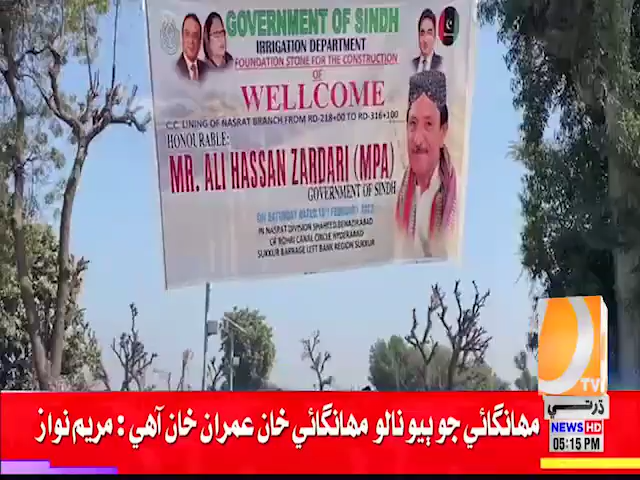 GOVERNMENT OF SINDH
IRRIGATION DEPARTMENT
FOUNDATION STONE FOR THE CONSTRUCTION
OF
WELLCOME
C.C. LINING OF NASRAT BRANCH FROM RD-218+00 TO RD-316+100
HONOURABLE:
MR. ALI HASSAN ZARDARI (MPA)
GOVERNMENT OF SINDH
ON SATURDAY DATED
FEBRUARY
IN NASRAT DIVISION SHAHEED BENAZIRABAD
OF ROHRI CANAL CIRCLE HYDERABAD
SUKKUR BARRAGE LEFT BANK REGION SUKKUR
TV
مهانگائي جو ٻيو نالو مهانگائي خان عمران خان آهي : مريم نواز
ڌرتي
NEWS HD
05:15 PM